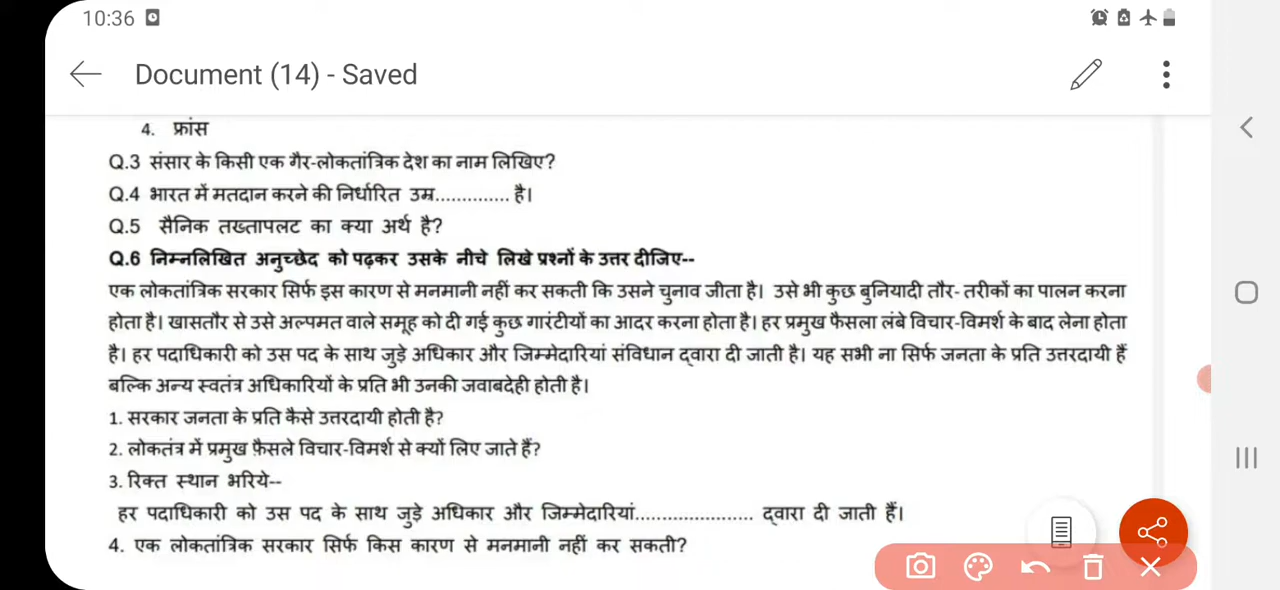 10:36
Document (14) - Saved
4. फ्रांस
Q.3 संसार के किसी एक गैर-लोकतांत्रिक देश का नाम लिखिए?
Q.4 भारत में मतदान करने की निर्धारित उम्र.............. है।
Q.5 सैनिक तख्तापलट का क्या अर्थ है?
Q.6 निम्नलिखित अनुच्छेद को पढ़कर उसके नीचे लिखे प्रश्नों के उत्तर दीजिए--
एक लोकतांत्रिक सरकार सिर्फ इस कारण से मनमानी नहीं कर सकती कि उसने चुनाव जीता है। उसे भी कुछ बुनियादी तौर- तरीकों का पालन करना
होता है। खासतौर से उसे अल्पमत वाले समूह को दी गई कुछ गारंटीयों का आदर करना होता है। हर प्रमुख फैसला लंबे विचार-विमर्श के बाद लेना होता
है। हर पदाधिकारी को उस पद के साथ जुड़े अधिकार और जिम्मेदारियां संविधान द्वारा दी जाती है। यह सभी ना सिर्फ जनता के प्रति उत्तरदायी हैं
बल्कि अन्य स्वतंत्र अधिकारियों के प्रति भी उनकी जवाबदेही होती है।
1. सरकार जनता के प्रति कैसे उत्तरदायी होती है?
2. लोकतंत्र में प्रमुख फ़ैसले विचार-विमर्श से क्यों लिए जाते हैं?
3. रिक्त स्थान भरिये--
हर पदाधिकारी को उस पद के साथ जुड़े अधिकार और जिम्मेदारियां...................... द्वारा दी जाती हैं।
4. एक लोकतांत्रिक सरकार सिर्फ किस कारण से मनमानी नहीं कर सकती?